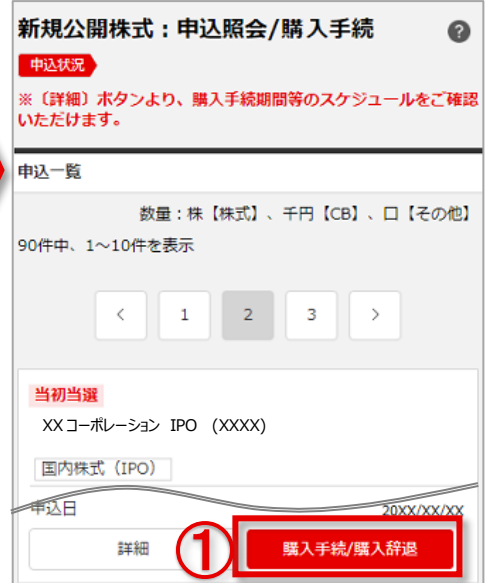 新規公開株式：申込照会/購入手続 ?
申込状況
※〔詳細〕ボタンより、購入手続期間等のスケジュールをご確認
いただけます。
申込一覧
数量：株【株式】、千円【CB】、口【その他】
90件中、1～10件を表示
< 1 2 3 >
当初当選
XXコーポレーション IPO (XXXX)
国内株式（IPO）
申込日 20XX/XX/XX
詳細 ① 購入手続/購入辞退